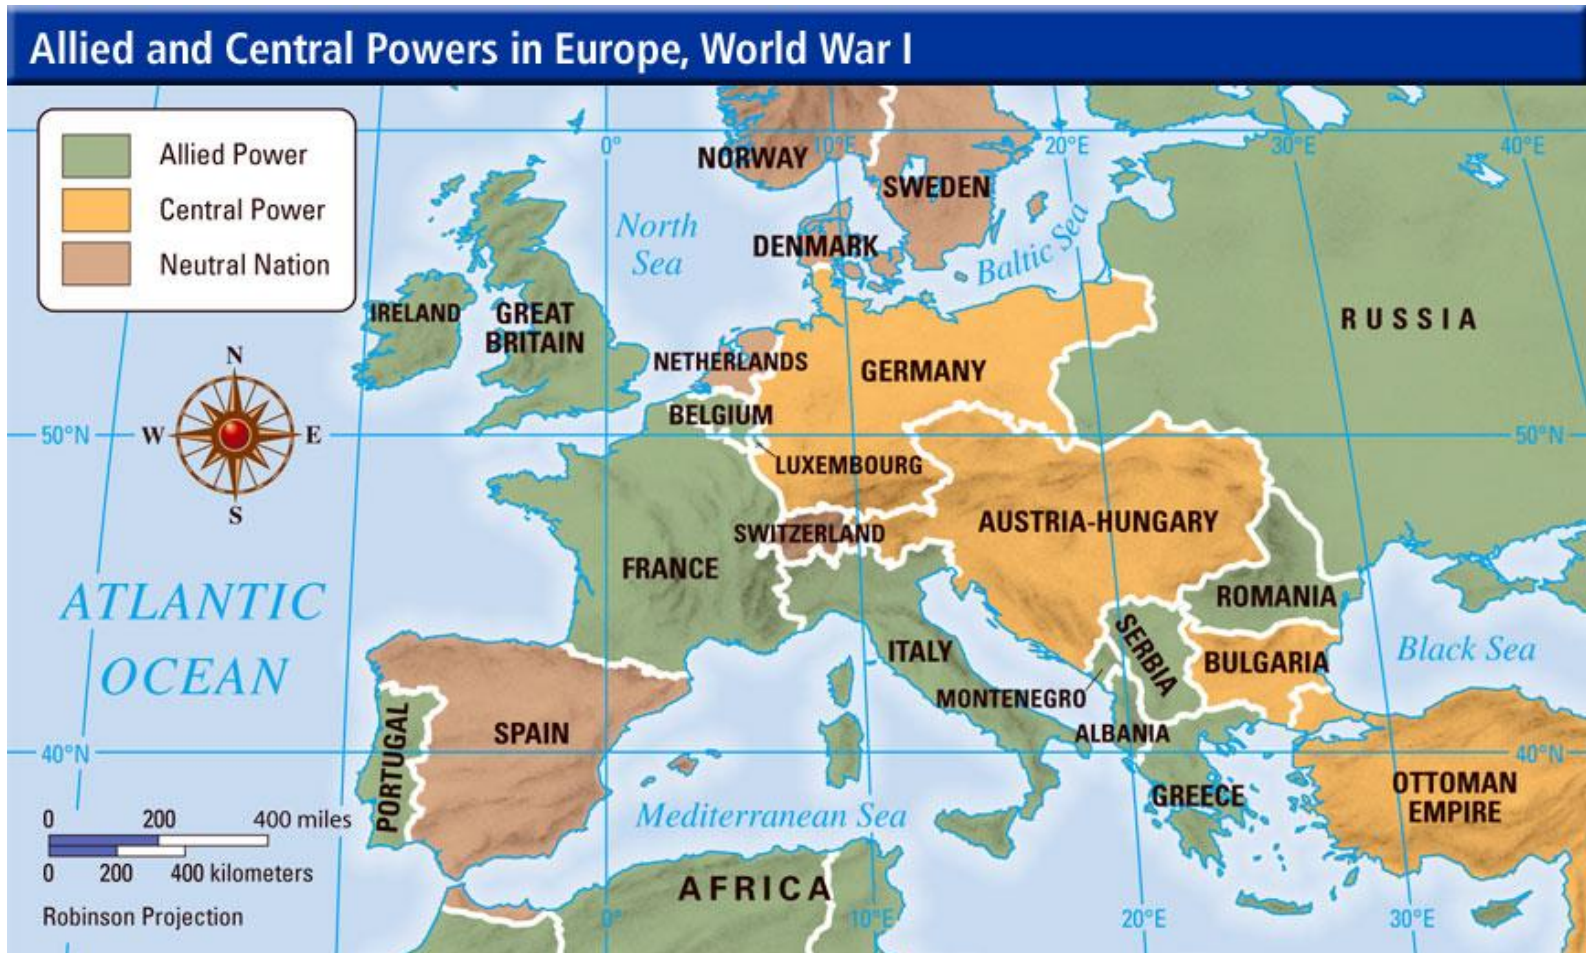 Allied and Central Powers in Europe, World War I
Allied Power
Central Power
Neutral Nation
0°
10°E
20°E
30°E
40°E
NORWAY
SWEDEN
North
Sea
DENMARK
Baltic Sea
IRELAND
GREAT
BRITAIN
RUSSIA
N
W
E
S
NETHERLANDS
GERMANY
BELGIUM
50°N
50°N
LUXEMBOURG
SWITZERLAND
AUSTRIA-HUNGARY
FRANCE
ROMANIA
ATLANTIC
OCEAN
ITALY
SERBIA
BULGARIA
Black Sea
MONTENEGRO
PORTUGAL
SPAIN
ALBANIA
40°N
40°N
OTTOMAN
EMPIRE
GREECE
Mediterranean Sea
0 200 400 miles
0 200 400 kilometers
Robinson Projection
AFRICA
0°
10°E
20°E
30°E